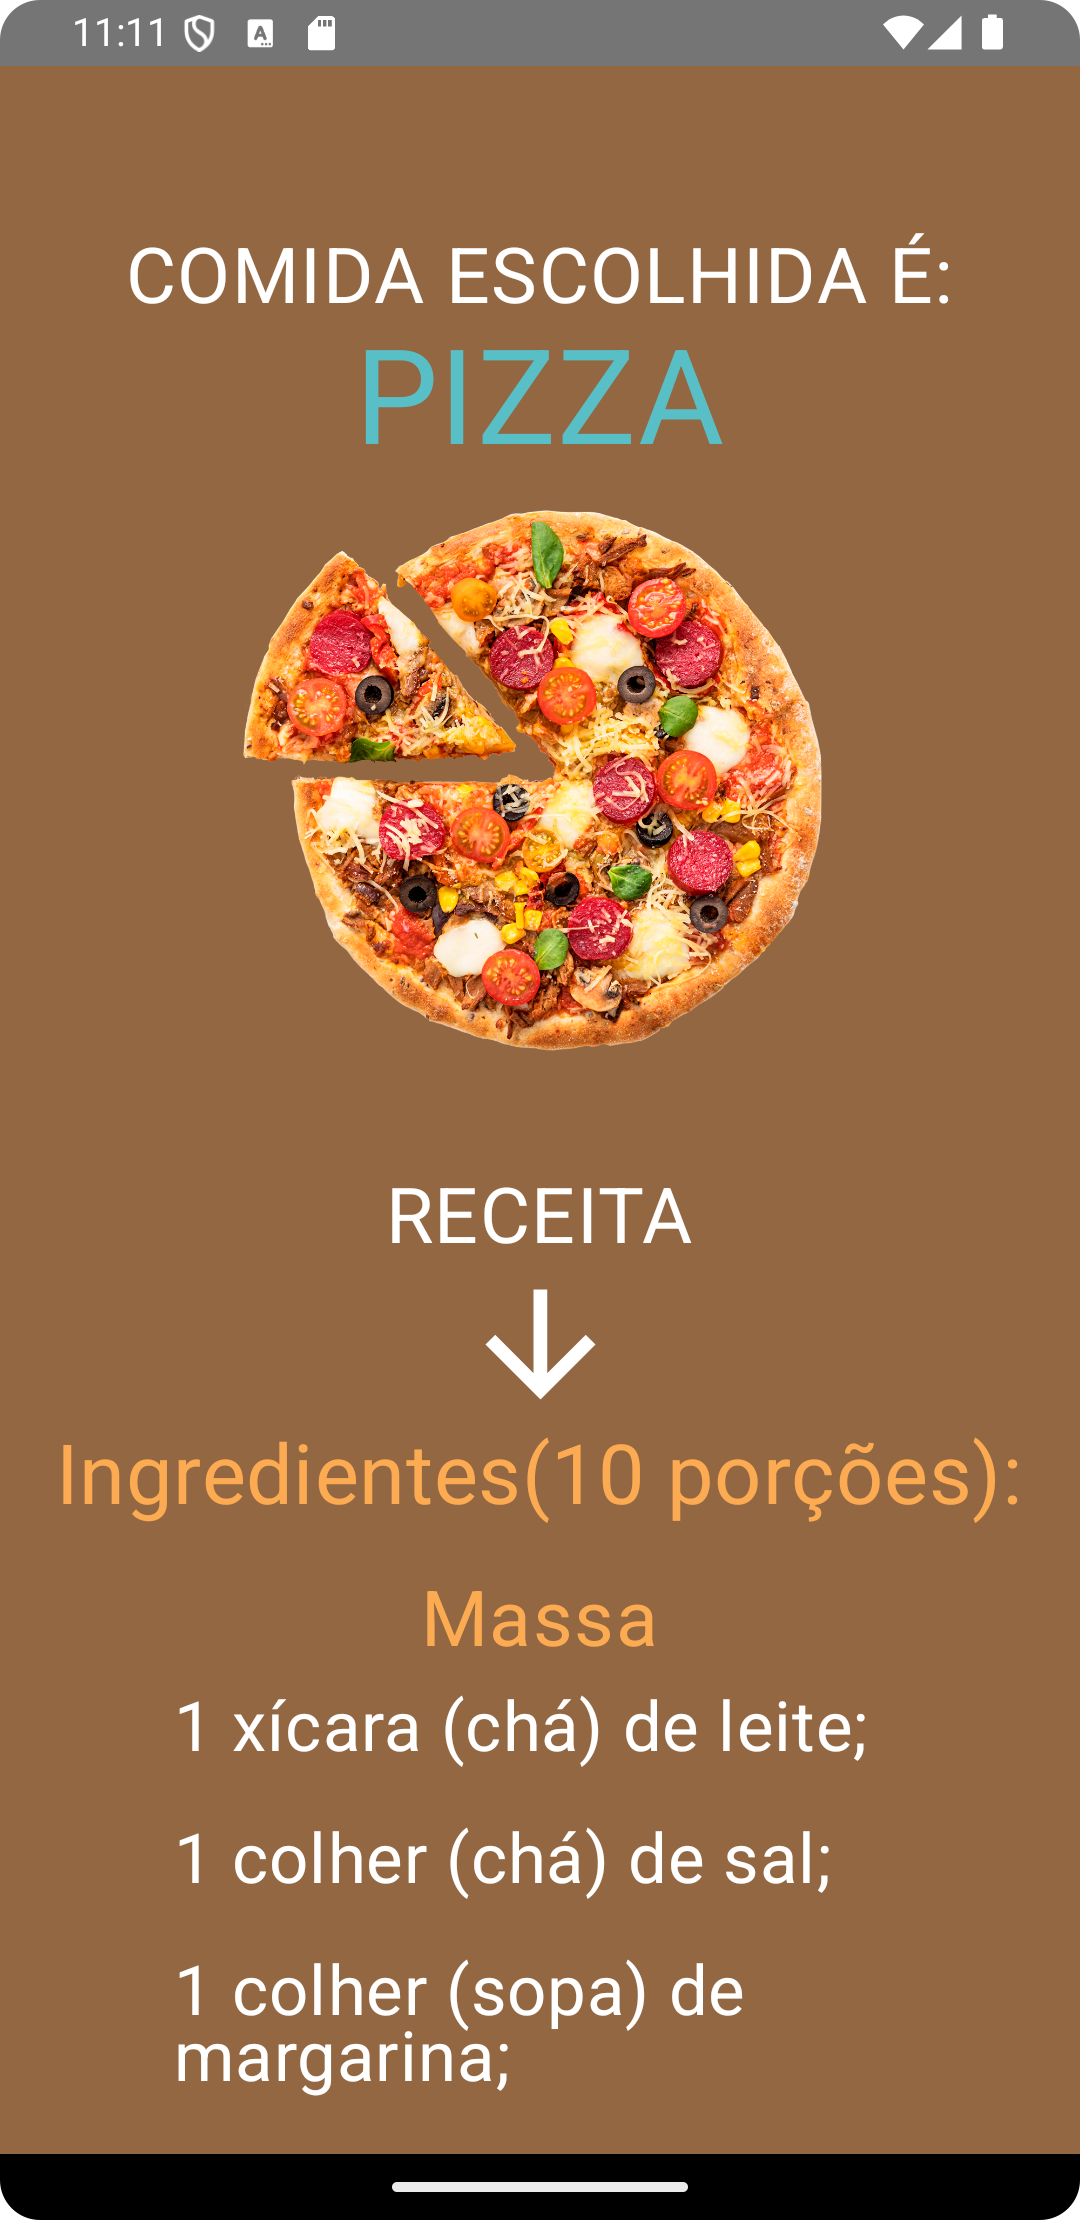 11:11
COMIDA ESCOLHIDA É:
PIZZA
RECEITA
Ingredientes(10 porções):
Massa
1 xícara (chá) de leite;
1 colher (chá) de sal;
1 colher (sopa) de
margarina;